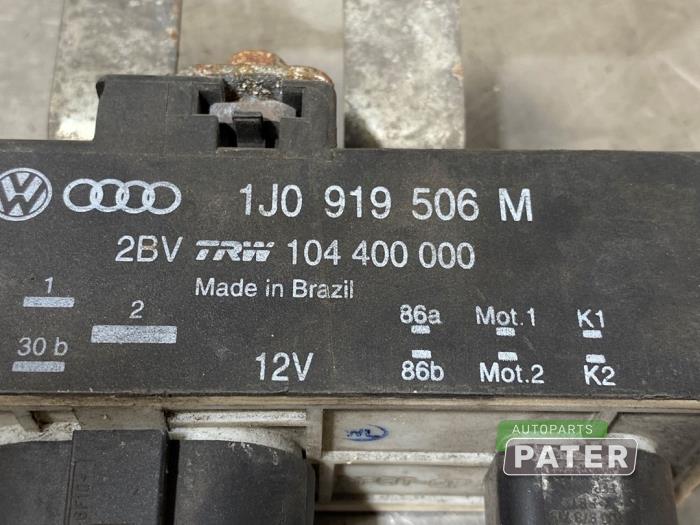 1J0 919 506 M
2BV TRW 104 400 000
Made in Brazil
1
2
86a Mot.1 K1
30 b
12V
86b Mot.2 K2
AUTOPARTS
PATER